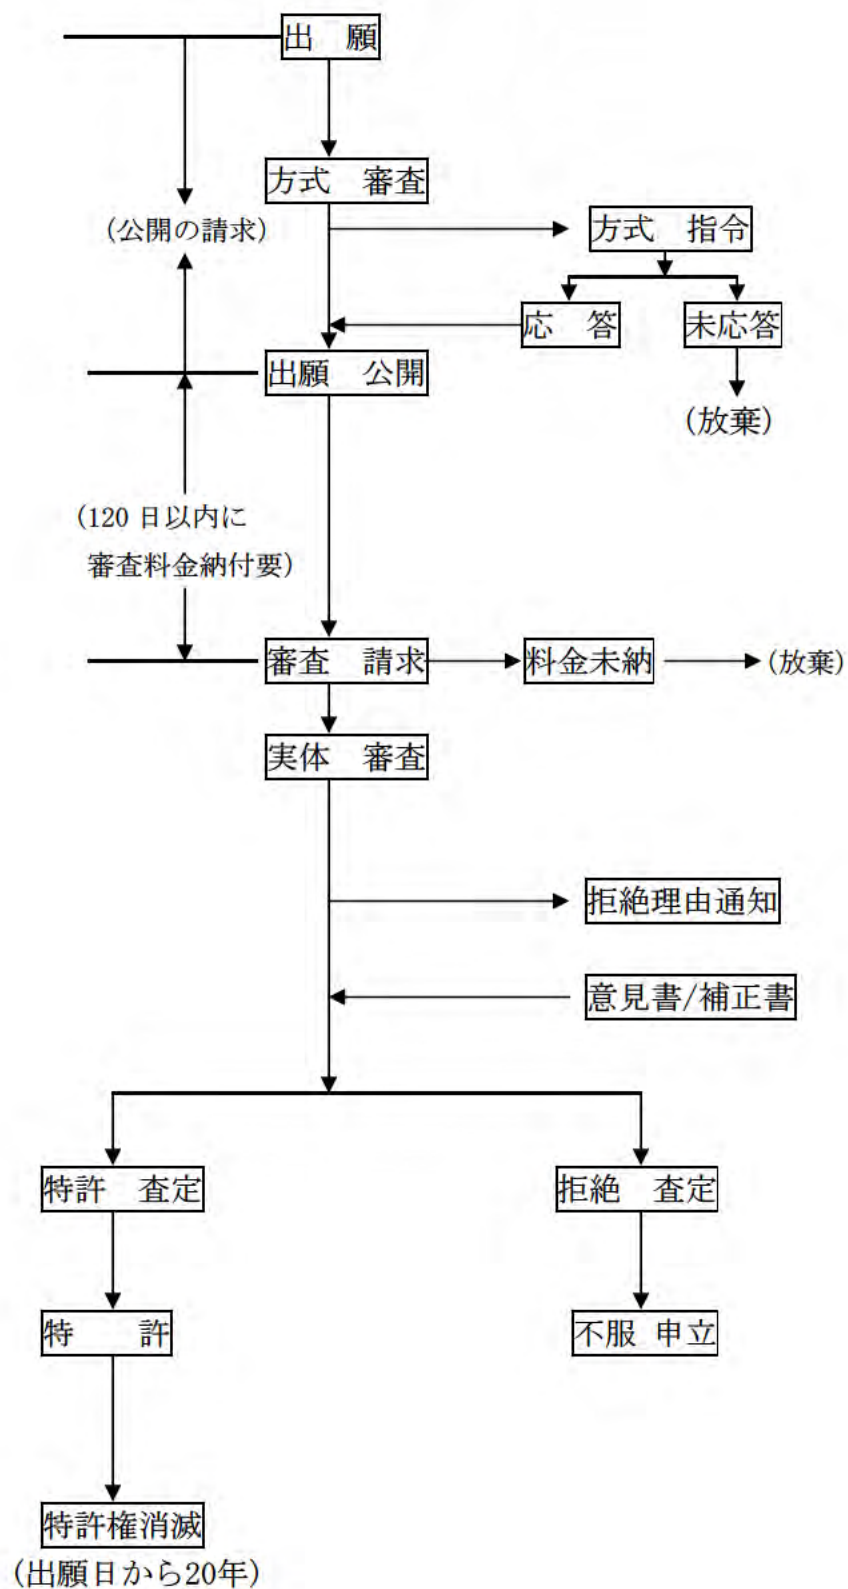 出　願
方式　審査
(公開の請求)
方式　指令
応　答
未応答
出願　公開
(放棄)
(120 日以内に
審査料金納付要)
審査　請求
料金未納
(放棄)
実体　審査
拒絶理由通知
意見書/補正書
特許　査定
拒絶　査定
特　　許
不服 申立
特許権消滅
(出願日から20年)